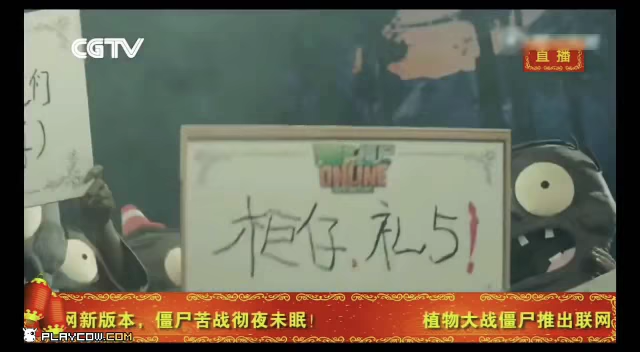 CGTV
直播
们
ONLINE
柜仔,礼5!
网新版本，僵尸苦战彻夜未眠！ 植物大战僵尸推出联网
PLAYCOW.COM